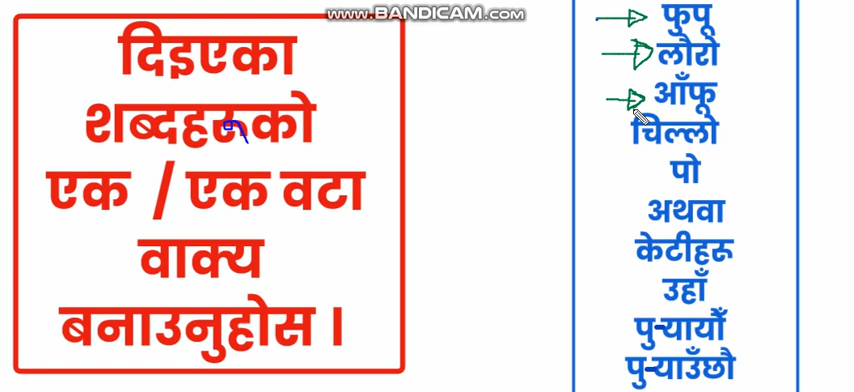 www.BANDICAM.com
दिइएका
शब्दहरूको
एक / एक वटा
वाक्य
बनाउनुहोस ।
फुपू
लौरो
आँफू
चिल्लो
पो
अथवा
केटीहरू
उहाँ
पुऱ्यायौँ
पुऱ्याउँछौ